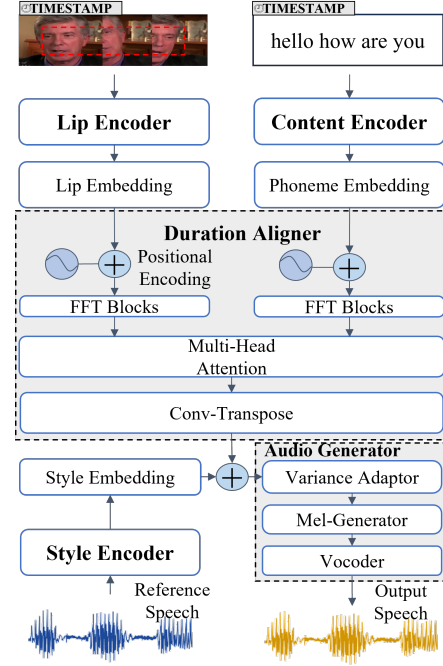 TIMESTAMP
TIMESTAMP
hello how are you
Lip Encoder
Content Encoder
Lip Embedding
Phoneme Embedding
Duration Aligner
Positional
Encoding
FFT Blocks
FFT Blocks
Multi-Head
Attention
Conv-Transpose
Audio Generator
Style Embedding
Variance Adaptor
Mel-Generator
Style Encoder
Vocoder
Reference
Speech
Output
Speech